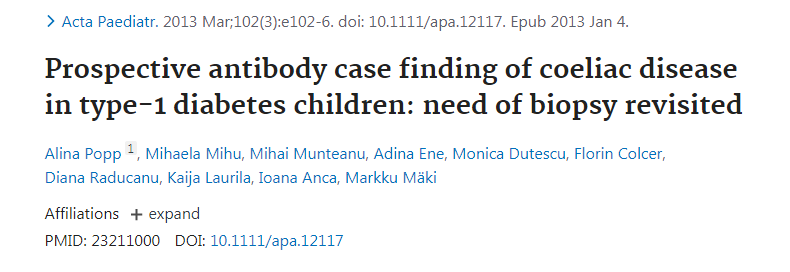 > Acta Paediatr. 2013 Mar;102(3):e102-6. doi: 10.1111/apa.12117. Epub 2013 Jan 4.
Prospective antibody case finding of coeliac disease
in type-1 diabetes children: need of biopsy revisited
Alina Popp 1, Mihaela Mihu, Mihai Munteanu, Adina Ene, Monica Dutescu, Florin Colcer,
Diana Raducanu, Kaija Laurila, Ioana Anca, Markku Mäki
Affiliations + expand
PMID: 23211000 DOI: 10.1111/apa.12117